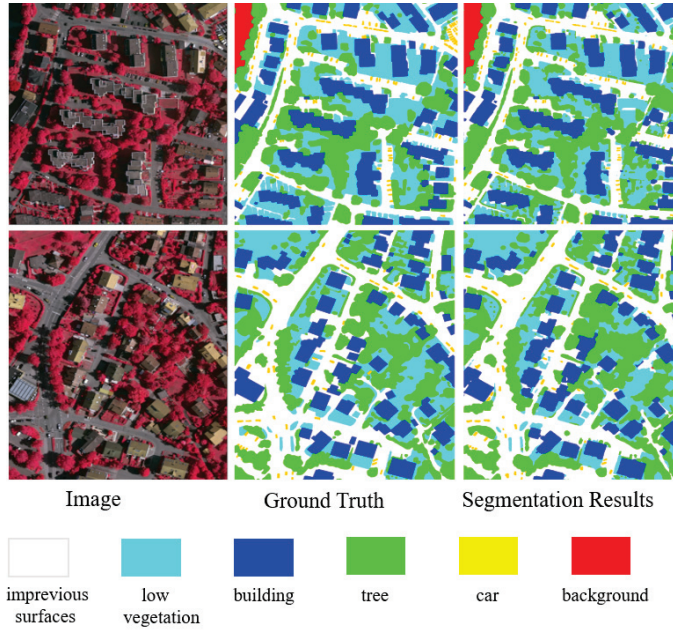 Image Ground Truth Segmentation Results
imprevious surfaces low vegetation building tree car background